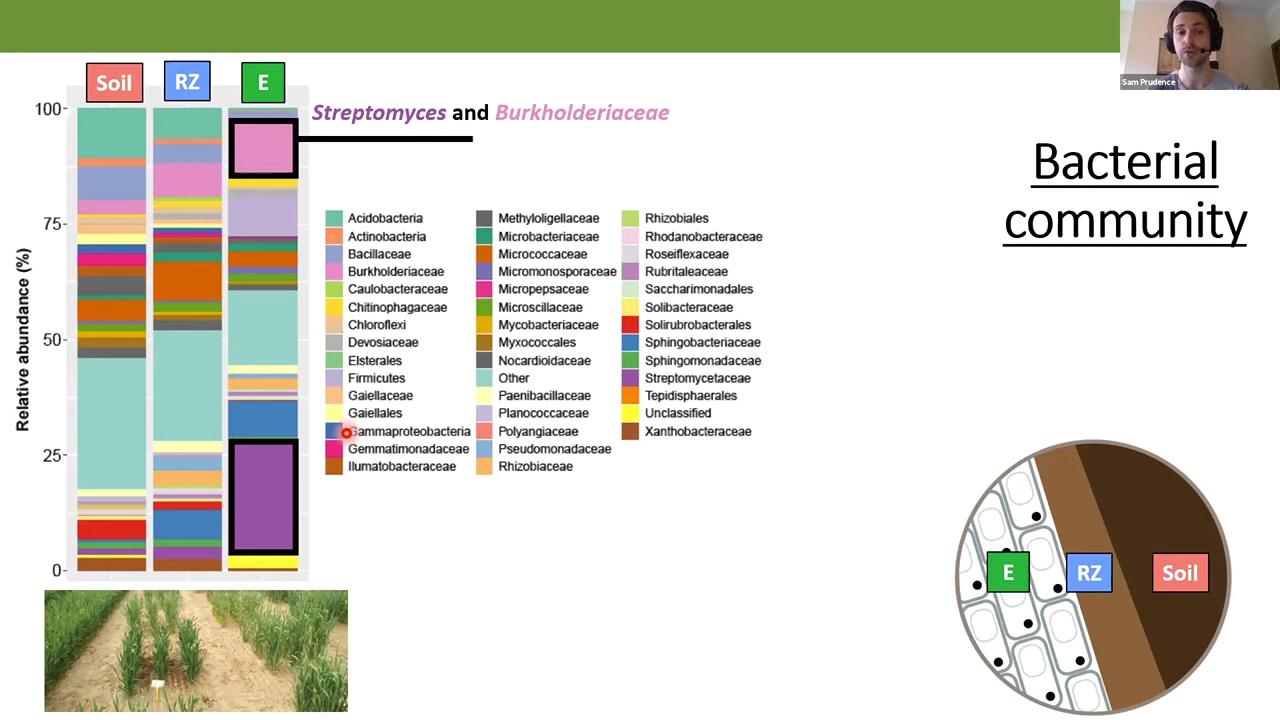 Sam Prudence
Soil
RZ
E
Streptomyces and Burkholderiaceae
Bacterial
community
Relative abundance (%)
100
75
50
25
0
Acidobacteria
Actinobacteria
Bacillaceae
Burkholderiaceae
Caulobacteraceae
Chitinophagaceae
Chloroflexi
Devosiaceae
Elsterales
Firmicutes
Gaiellaceae
Gaiellales
Gammaproteobacteria
Gemmatimonadaceae
Ilumatobacteraceae
Methyloligellaceae
Microbacteriaceae
Micrococcaceae
Micromonosporaceae
Micropepsaceae
Microscillaceae
Mycobacteriaceae
Myxococcales
Nocardioidaceae
Other
Paenibacillaceae
Planococcaceae
Polyangiaceae
Pseudomonadaceae
Rhizobiaceae
Rhizobiales
Rhodanobacteraceae
Roseiflexaceae
Rubritaleaceae
Saccharimonadales
Solibacteraceae
Solirubrobacterales
Sphingobacteriaceae
Sphingomonadaceae
Streptomycetaceae
Tepidisphaerales
Unclassified
Xanthobacteraceae
E
RZ
Soil